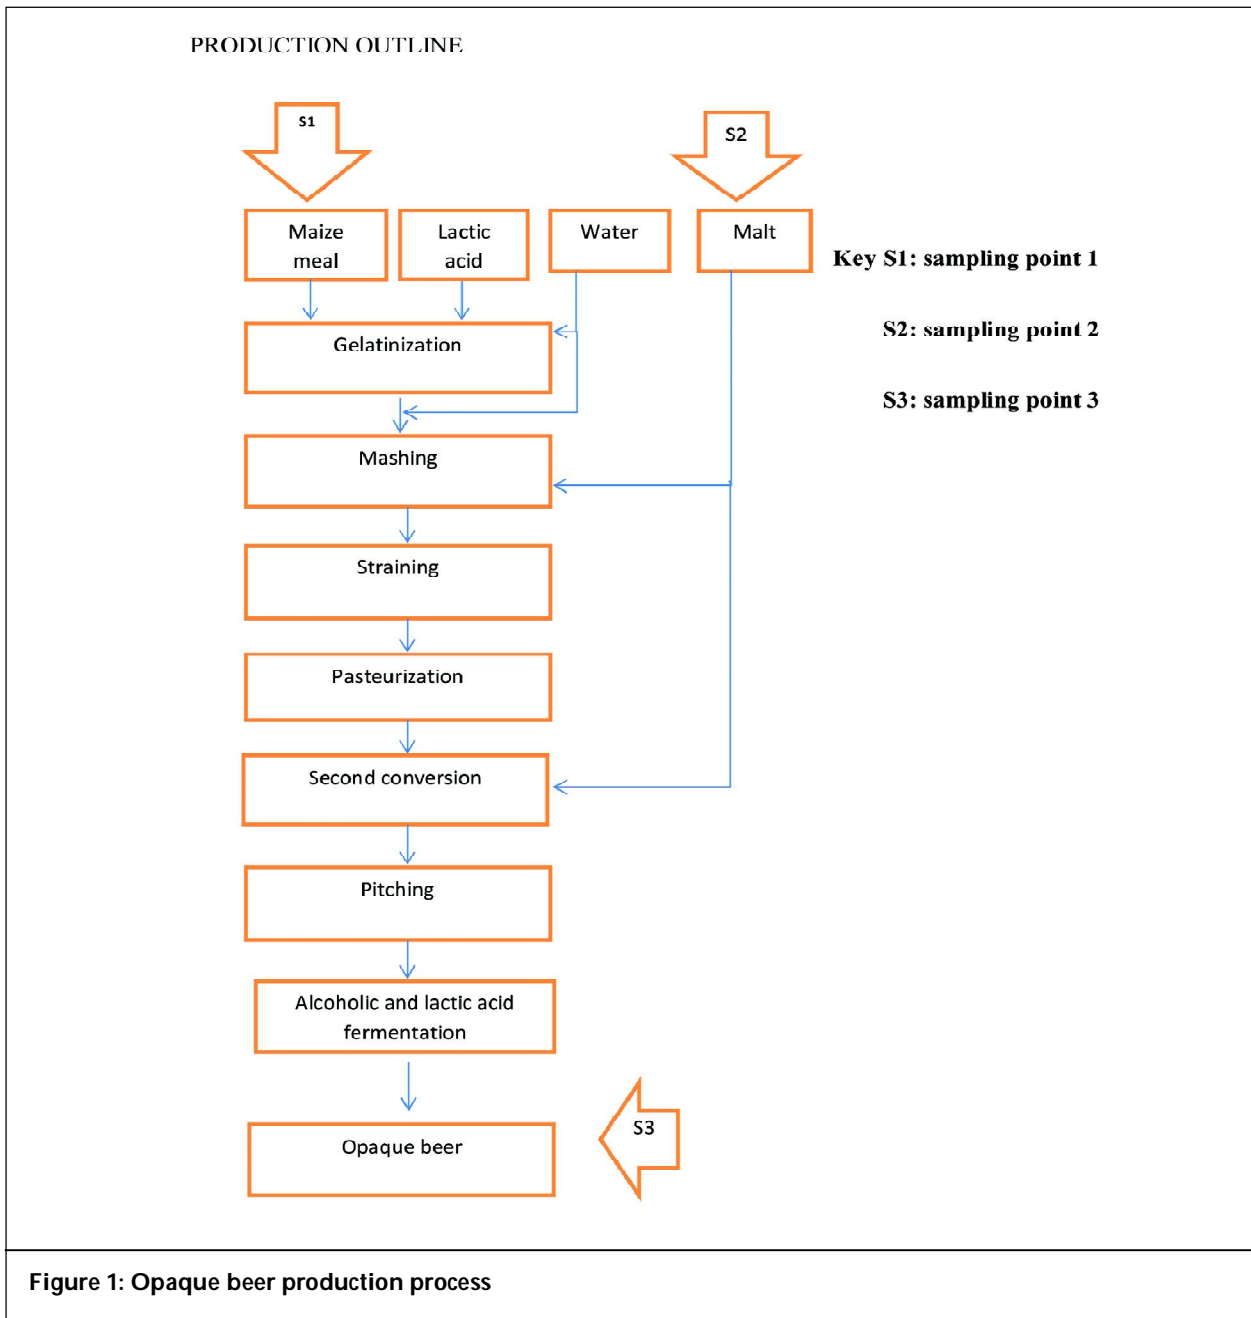 PRODUCTION OUTLINE
S1
S2
Maize
meal
Lactic
acid
Water
Malt
Key S1: sampling point 1
S2: sampling point 2
S3: sampling point 3
Gelatinization
Mashing
Straining
Pasteurization
Second conversion
Pitching
Alcoholic and lactic acid
fermentation
S3
Opaque beer
Figure 1: Opaque beer production process